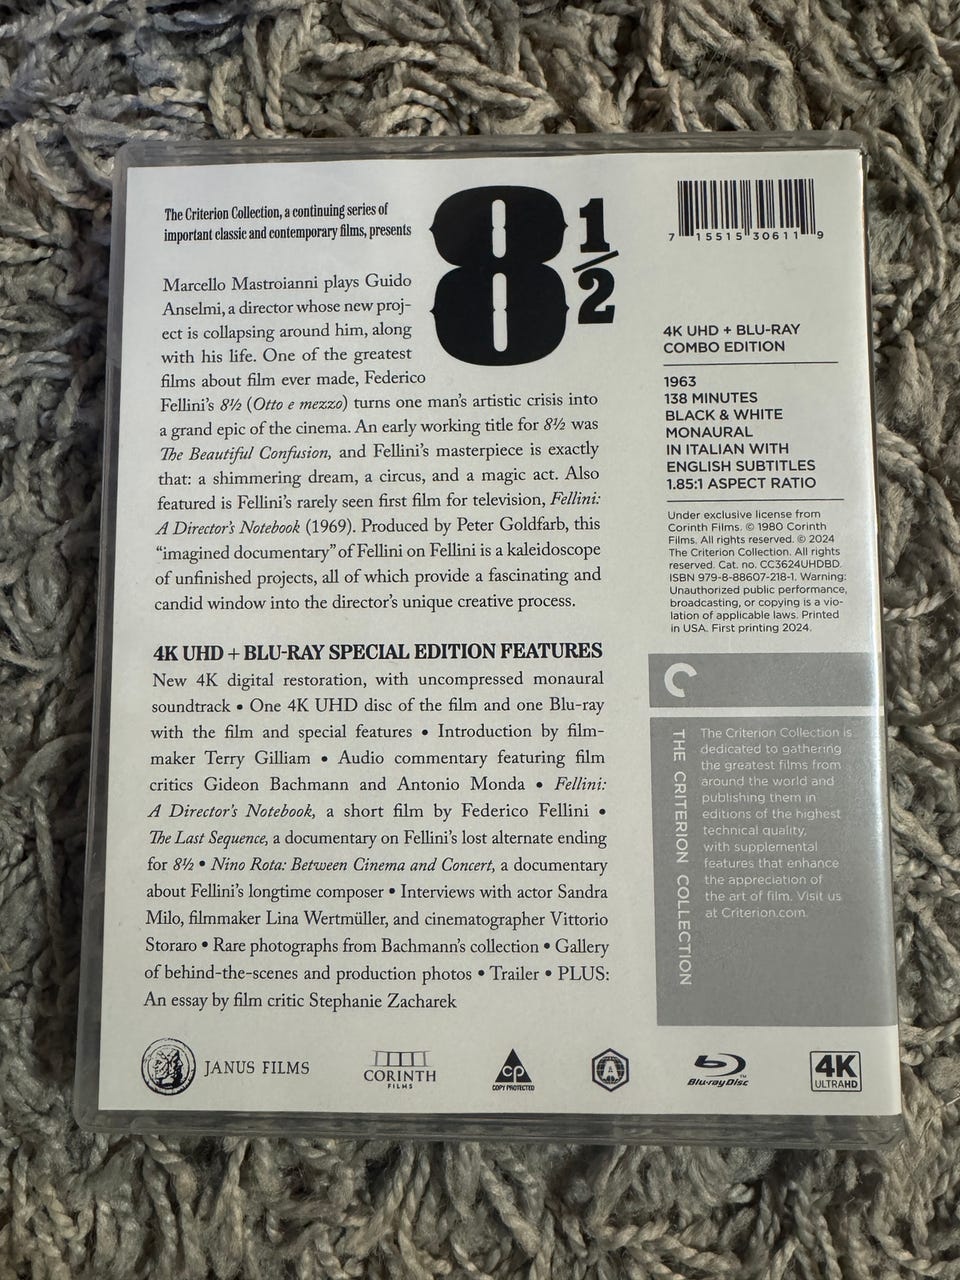 The Criterion Collection, a continuing series of
important classic and contemporary films, presents
8 1/2
Marcello Mastroianni plays Guido
Anselmi, a director whose new proj-
ect is collapsing around him, along
with his life. One of the greatest
films about film ever made, Federico
Fellini's 8½ (Otto e mezzo) turns one man's artistic crisis into
a grand epic of the cinema. An early working title for 8½ was
The Beautiful Confusion, and Fellini's masterpiece is exactly
that: a shimmering dream, a circus, and a magic act. Also
featured is Fellini's rarely seen first film for television, Fellini:
A Director's Notebook (1969). Produced by Peter Goldfarb, this
“imagined documentary” of Fellini on Fellini is a kaleidoscope
of unfinished projects, all of which provide a fascinating and
candid window into the director's unique creative process.
4K UHD + BLU-RAY SPECIAL EDITION FEATURES
New 4K digital restoration, with uncompressed monaural
soundtrack • One 4K UHD disc of the film and one Blu-ray
with the film and special features • Introduction by film-
maker Terry Gilliam • Audio commentary featuring film
critics Gideon Bachmann and Antonio Monda • Fellini:
A Director's Notebook, a short film by Federico Fellini •
The Last Sequence, a documentary on Fellini's lost alternate ending
for 8½ • Nino Rota: Between Cinema and Concert, a documentary
about Fellini's longtime composer • Interviews with actor Sandra
Milo, filmmaker Lina Wertmüller, and cinematographer Vittorio
Storaro • Rare photographs from Bachmann's collection • Gallery
of behind-the-scenes and production photos • Trailer • PLUS:
An essay by film critic Stephanie Zacharek
7 15515 30611 9
4K UHD + BLU-RAY
COMBO EDITION
1963
138 MINUTES
BLACK & WHITE
MONAURAL
IN ITALIAN WITH
ENGLISH SUBTITLES
1.85:1 ASPECT RATIO
Under exclusive license from
Corinth Films. © 1980 Corinth
Films. All rights reserved. © 2024
The Criterion Collection. All rights
reserved. Cat. no. CC3624UHDBD.
ISBN 979-8-88607-218-1. Warning:
Unauthorized public performance,
broadcasting, or copying is a vio-
lation of applicable laws. Printed
in USA. First printing 2024.
THE CRITERION COLLECTION
The Criterion Collection is
dedicated to gathering
the greatest films from
around the world and
publishing them in
editions of the highest
technical quality,
with supplemental
features that enhance
the appreciation of
the art of film. Visit us
at Criterion.com.
JANUS FILMS
CORINTH
FILMS
CP
COPY PROTECTED
A
Blu-ray Disc™
4K
ULTRA HD